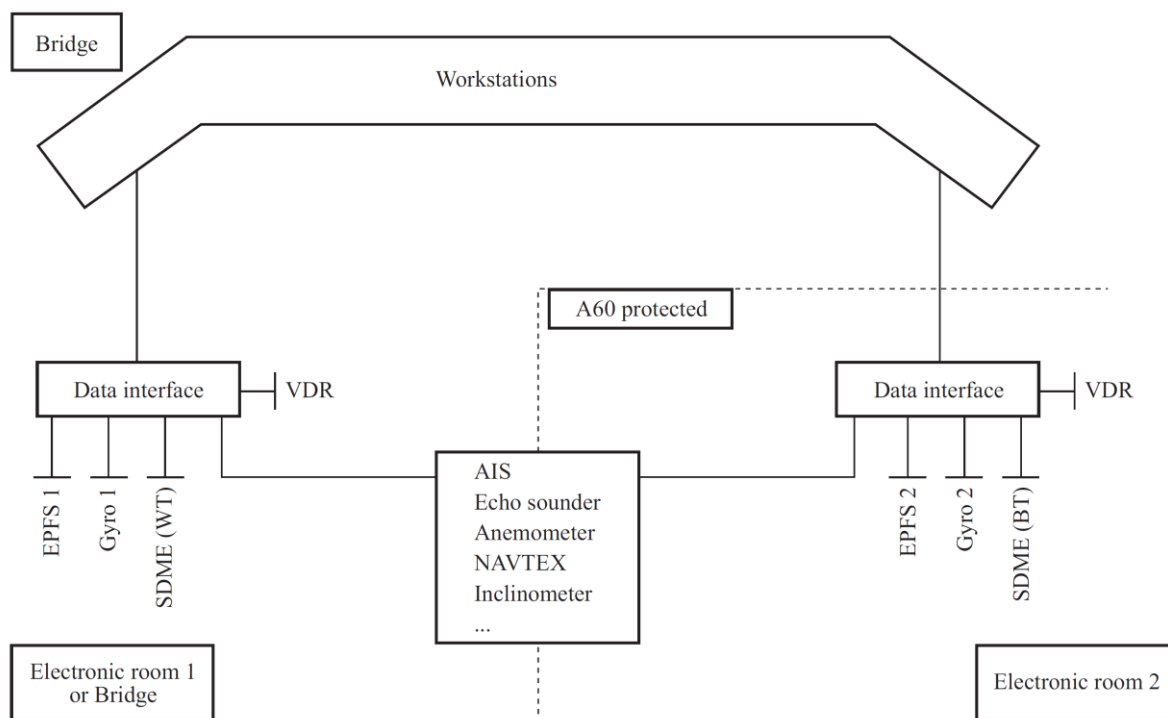 Bridge
Workstations
A60 protected
Data interface
VDR
Data interface
VDR
EPFS 1
Gyro 1
SDME (WT)
AIS
Echo sounder
Anemometer
NAVTEX
Inclinometer
...
EPFS 2
Gyro 2
SDME (BT)
Electronic room 1
or Bridge
Electronic room 2